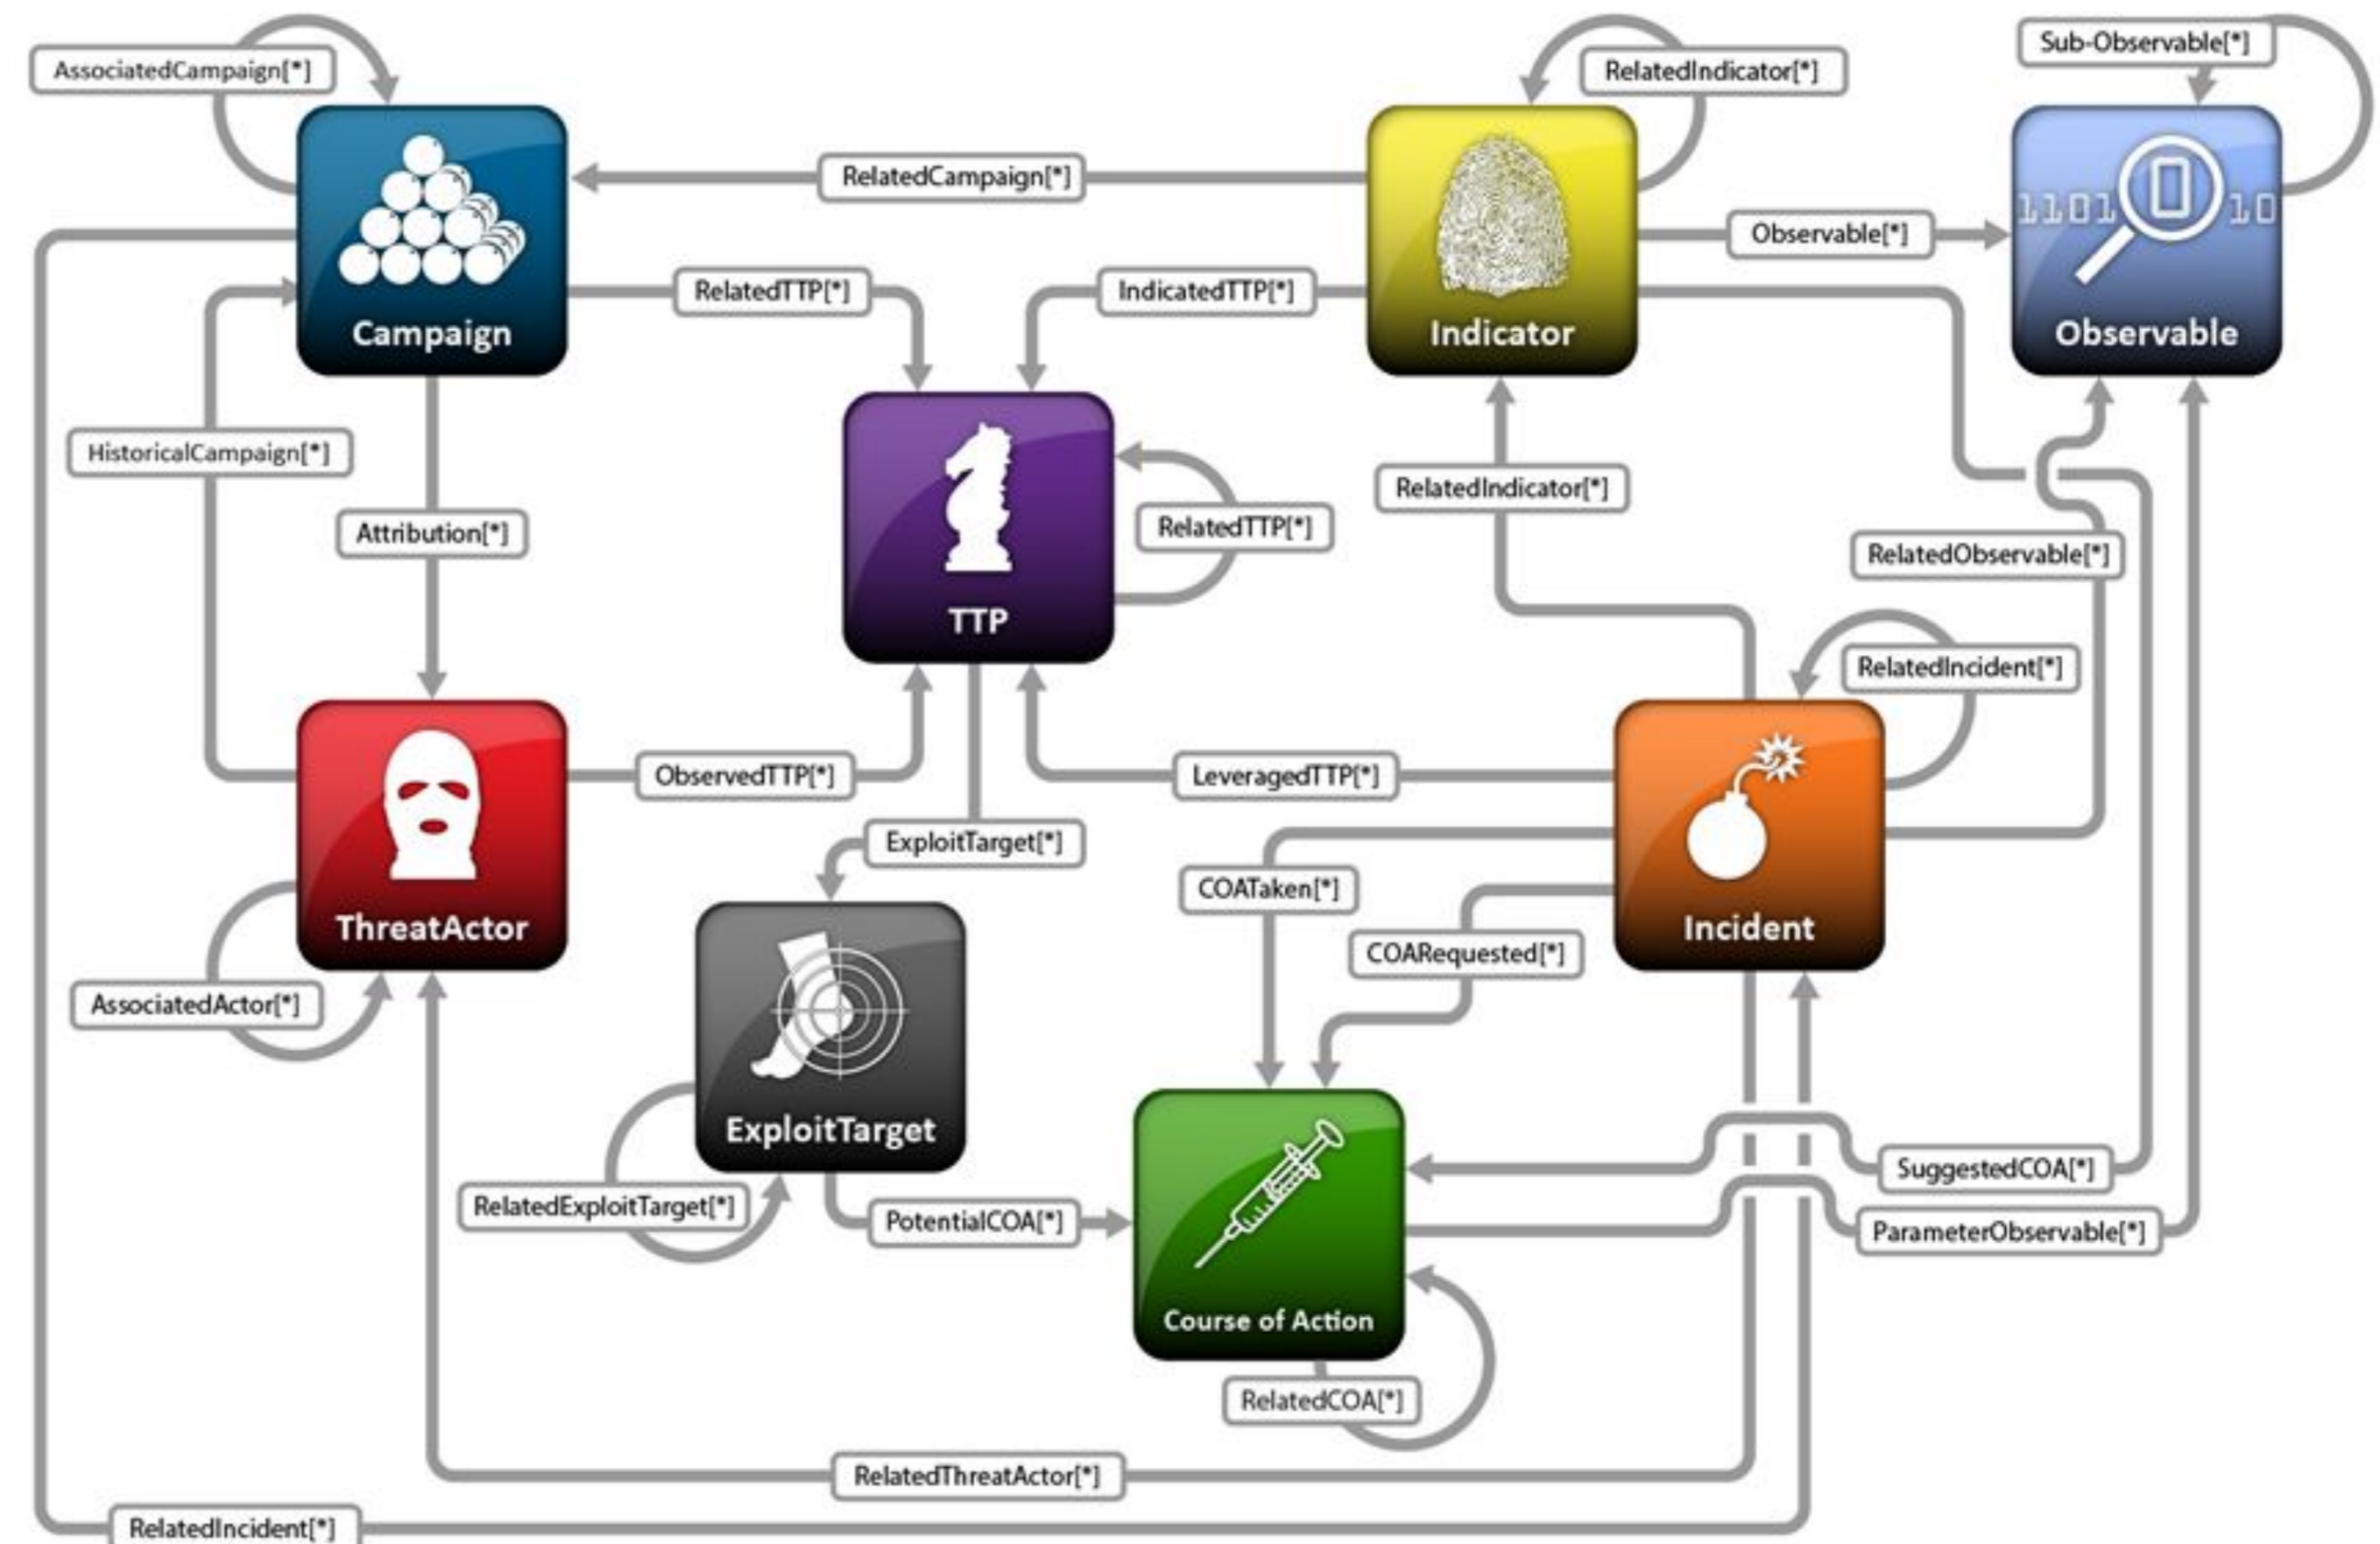 Sub-Observable[*]
AssociatedCampaign[*]
RelatedIndicator[*]
RelatedCampaign[*]
1101 0 10
Observable[*]
RelatedTTP[*]
IndicatedTTP[*]
Campaign
Indicator
Observable
HistoricalCampaign[*]
RelatedIndicator[*]
Attribution[*]
RelatedTTP[*]
RelatedObservable[*]
TTP
RelatedIncident[*]
ObservedTTP[*]
LeveragedTTP[*]
ExploitTarget[*]
COATaken[*]
ThreatActor
Incident
COARequested[*]
AssociatedActor[*]
ExploitTarget
SuggestedCOA[*]
RelatedExploitTarget[*]
PotentialCOA[*]
ParameterObservable[*]
Course of Action
RelatedCOA[*]
RelatedThreatActor[*]
RelatedIncident[*]